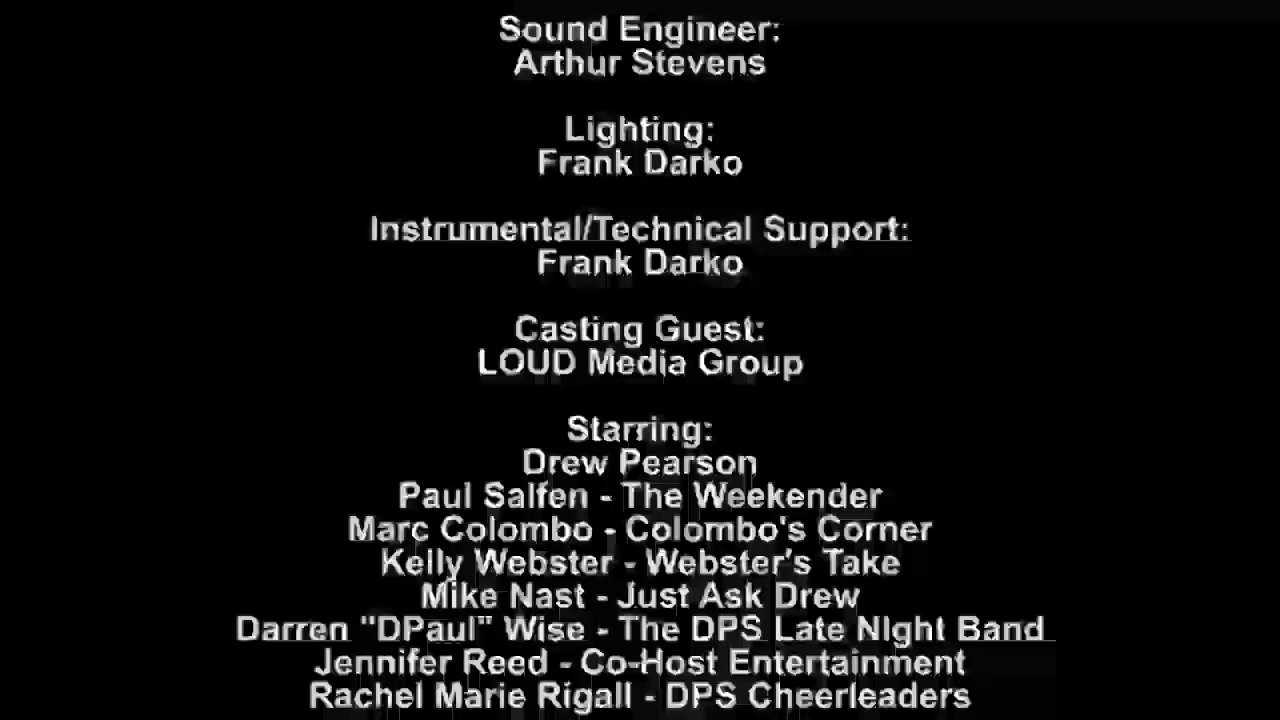 Sound Engineer:
Arthur Stevens
Lighting:
Frank Darko
Instrumental/Technical Support:
Frank Darko
Casting Guest:
LOUD Media Group
Starring:
Drew Pearson
Paul Salfen - The Weekender
Marc Colombo - Colombo's Corner
Kelly Webster - Webster's Take
Mike Nast - Just Ask Drew
Darren "DPaul" Wise - The DPS Late NIght Band
Jennifer Reed - Co-Host Entertainment
Rachel Marie Rigall - DPS Cheerleaders